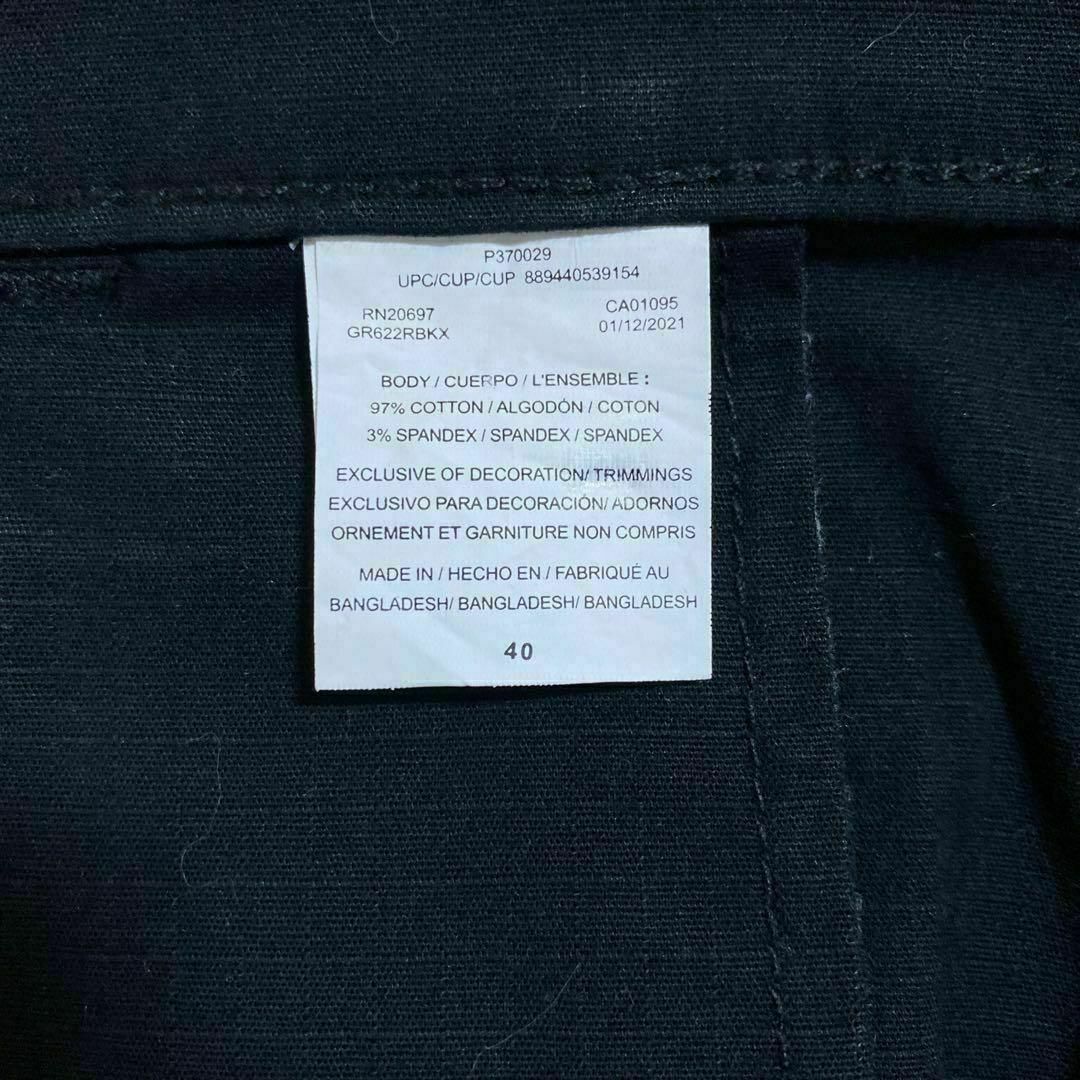 P370029
UPC/CUP/CUP 889440539154
RN20697 CA01095
GR622RBKX 01/12/2021
BODY / CUERPO / L'ENSEMBLE :
97% COTTON / ALGODÓN / COTON
3% SPANDEX / SPANDEX / SPANDEX
EXCLUSIVE OF DECORATION/ TRIMMINGS
EXCLUSIVO PARA DECORACIÓN/ ADORNOS
ORNEMENT ET GARNITURE NON COMPRIS
MADE IN / HECHO EN / FABRIQUÉ AU
BANGLADESH/ BANGLADESH/ BANGLADESH
40